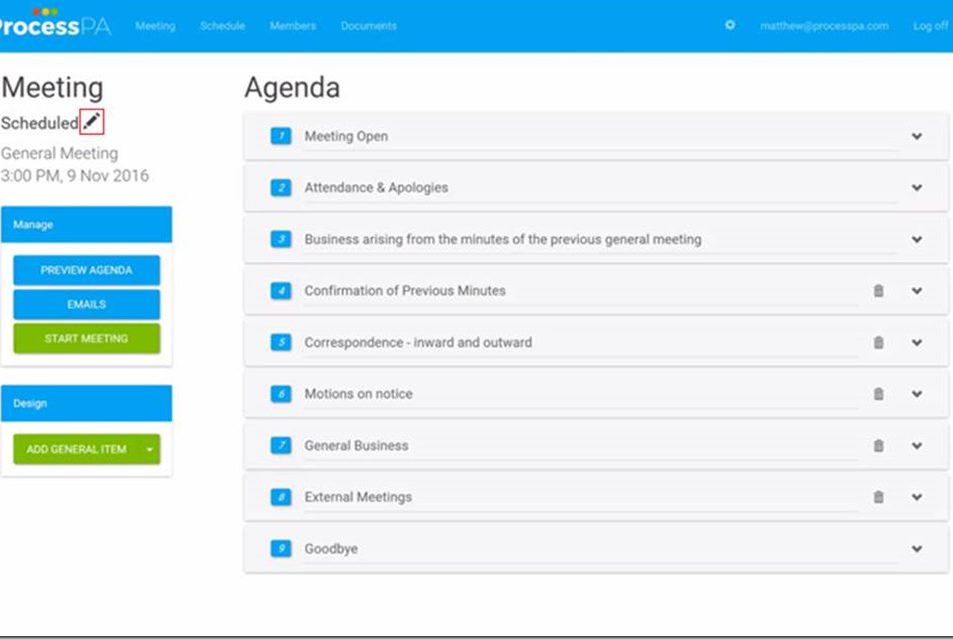 ProcessPA Meeting Schedule Members Documents matthew@processpa.com Log off
Meeting
Scheduled
General Meeting
3:00 PM, 9 Nov 2016
Manage
PREVIEW AGENDA
EMAILS
START MEETING
Design
ADD GENERAL ITEM
Agenda
1 Meeting Open
2 Attendance & Apologies
3 Business arising from the minutes of the previous general meeting
4 Confirmation of Previous Minutes
5 Correspondence - inward and outward
6 Motions on notice
7 General Business
8 External Meetings
9 Goodbye